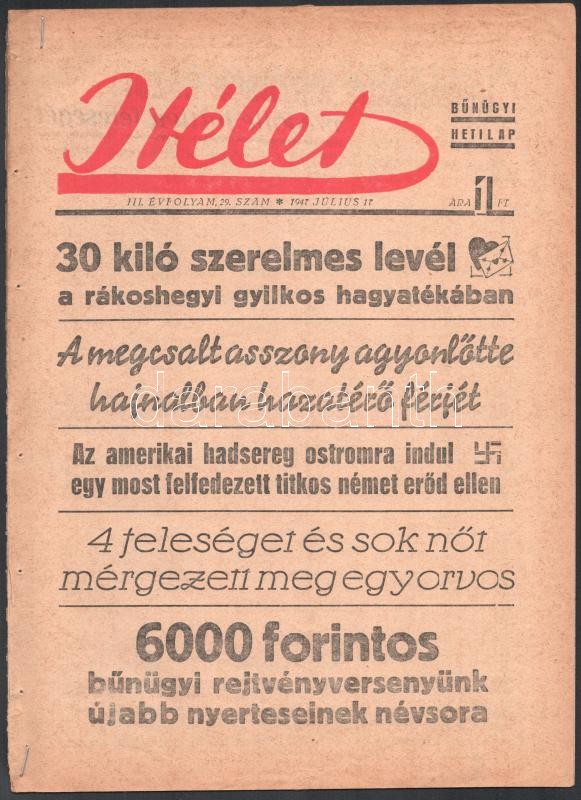 Itélet
BŰNÜGYI
HETILAP
III. ÉVFOLYAM, 29. SZÁM * 1947 JÚLIUS 17
ÁRA 1 FT
30 kiló szerelmes levél
a rákoshegyi gyilkos hagyatékában
A megcsalt asszony agyonlőtte
hajnalban hazatérő férjét
darabanth
Az amerikai hadsereg ostromra indul
egy most felfedezett titkos német erőd ellen
4 feleséget és sok nőt
mérgezett meg egy orvos
6000 forintos
bűnügyi rejtvényversenyünk
újabb nyerteseinek névsora